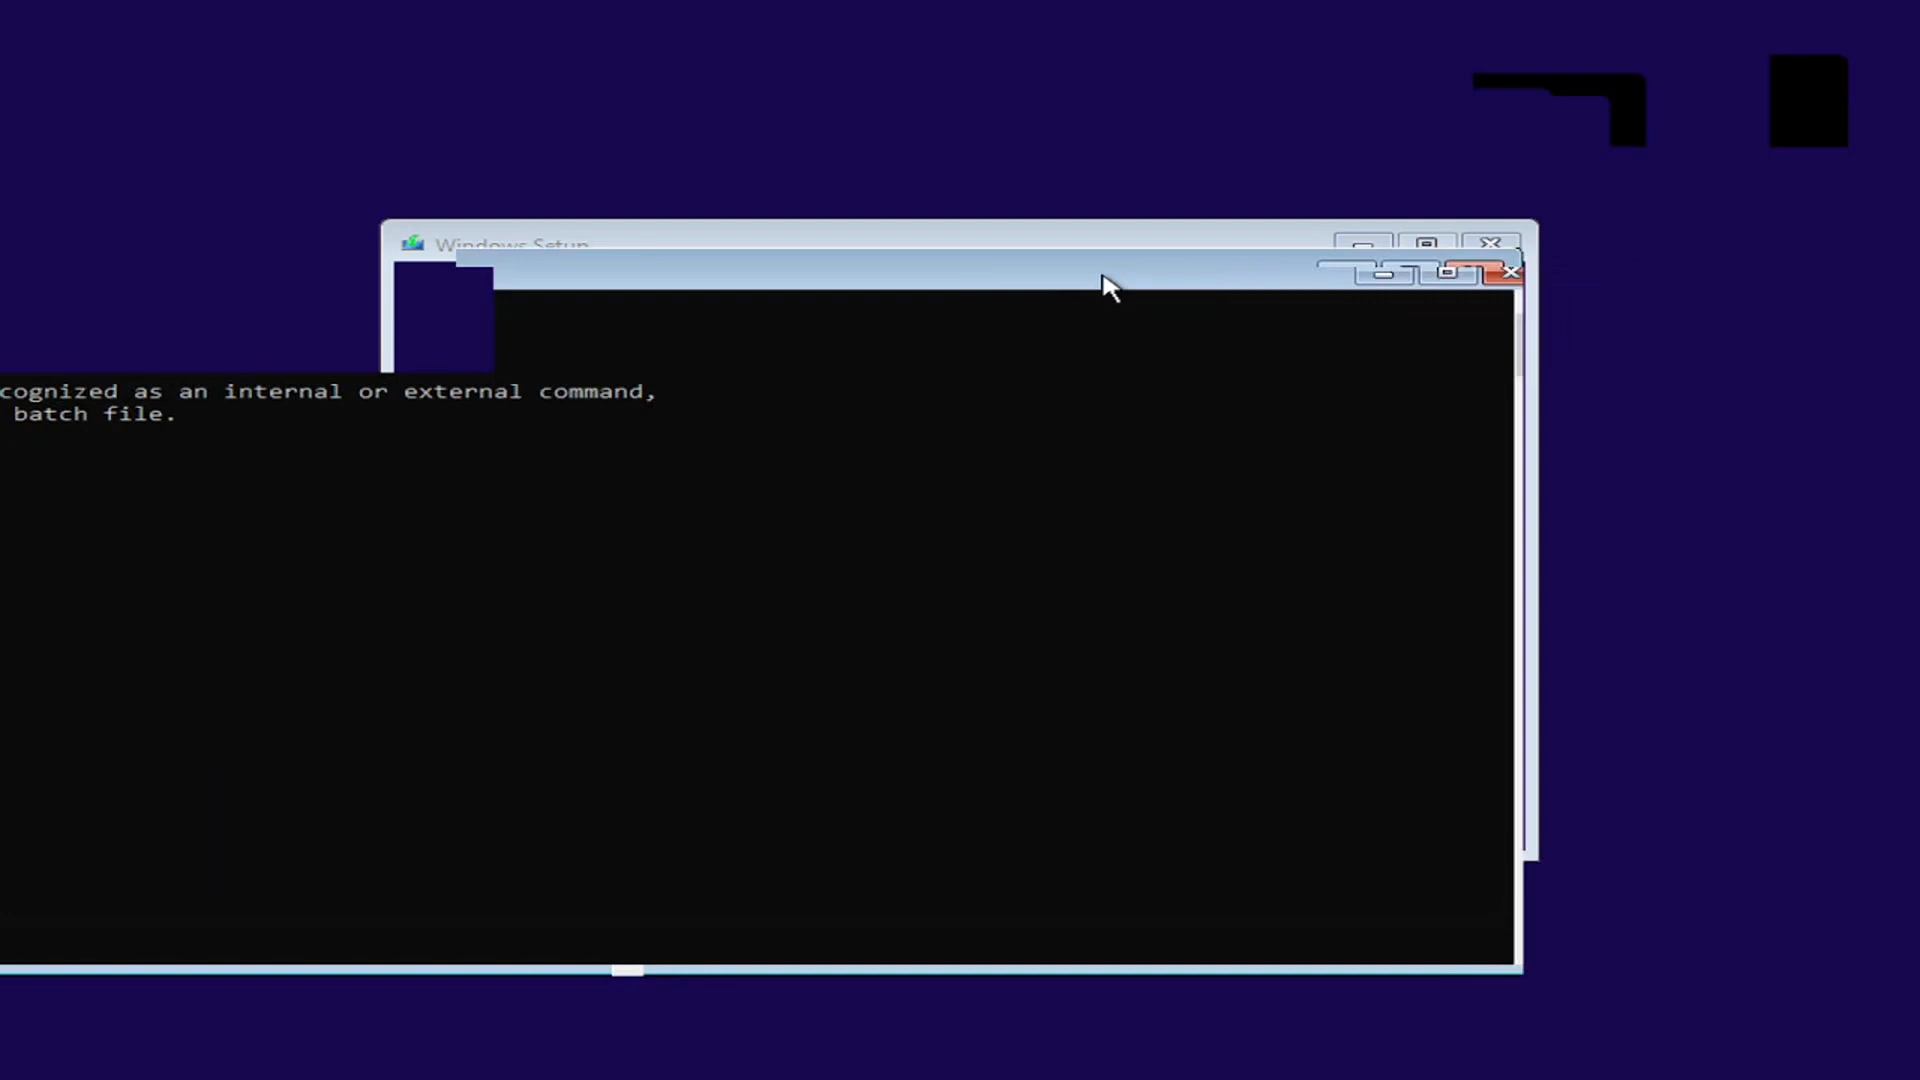 Windows Setup
cognized as an internal or external command,
batch file.